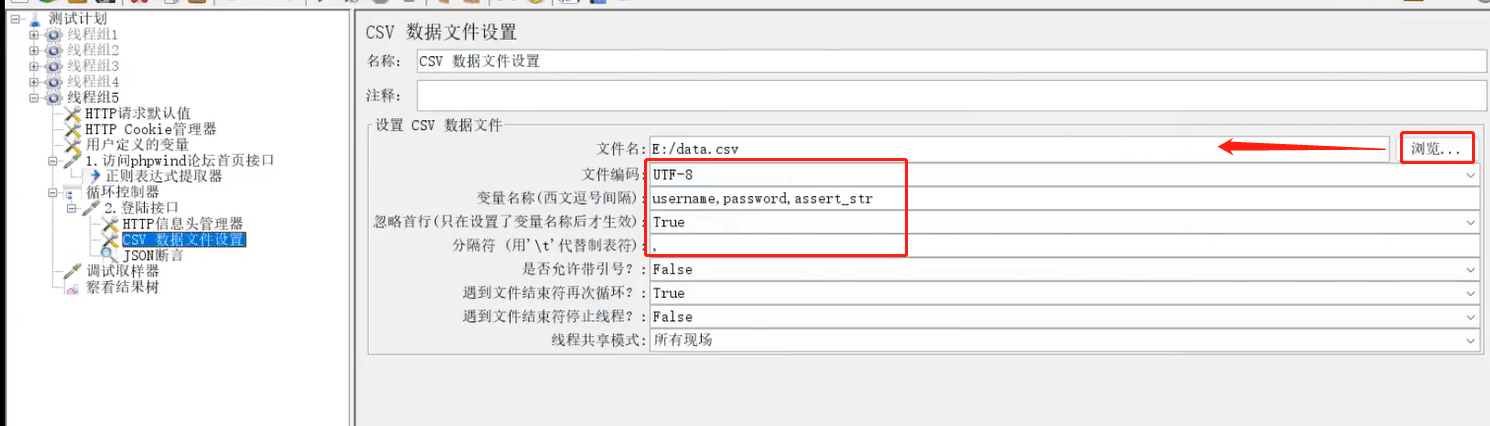 测试计划
线程组1
线程组2
线程组3
线程组4
线程组5
HTTP请求默认值
HTTP Cookie管理器
用户定义的变量
1.访问phpwind论坛首页接口
正则表达式提取器
循环控制器
2.登陆接口
HTTP信息头管理器
CSV 数据文件设置
JSON断言
调试取样器
察看结果树
CSV 数据文件设置
名称: CSV 数据文件设置
注释:
设置 CSV 数据文件
文件名: E:/data.csv 浏览...
文件编码: UTF-8
变量名称(西文逗号间隔): username,password,assert_str
忽略首行(只在设置了变量名称后才生效): True
分隔符 (用'\t'代替制表符): ,
是否允许带引号?: False
遇到文件结束符再次循环?: True
遇到文件结束符停止线程?: False
线程共享模式: 所有现场